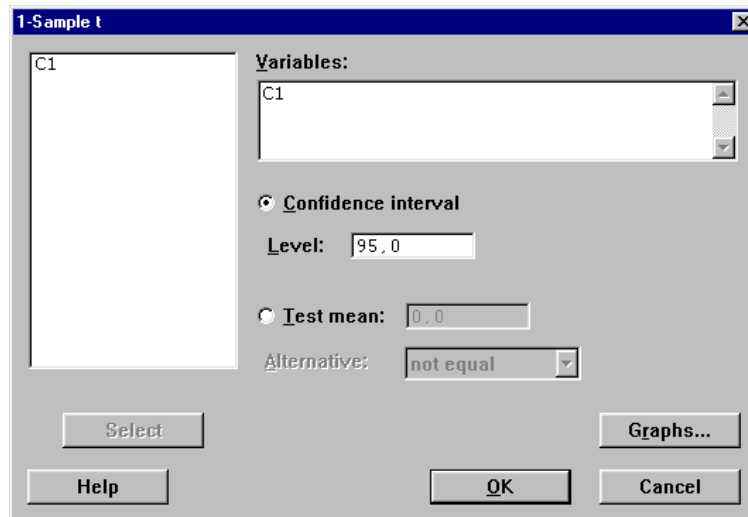 1-Sample t
C1
Variables:
C1
Confidence interval
Level: 95,0
Test mean: 0,0
Alternative: not equal
Select
Graphs...
Help
OK
Cancel